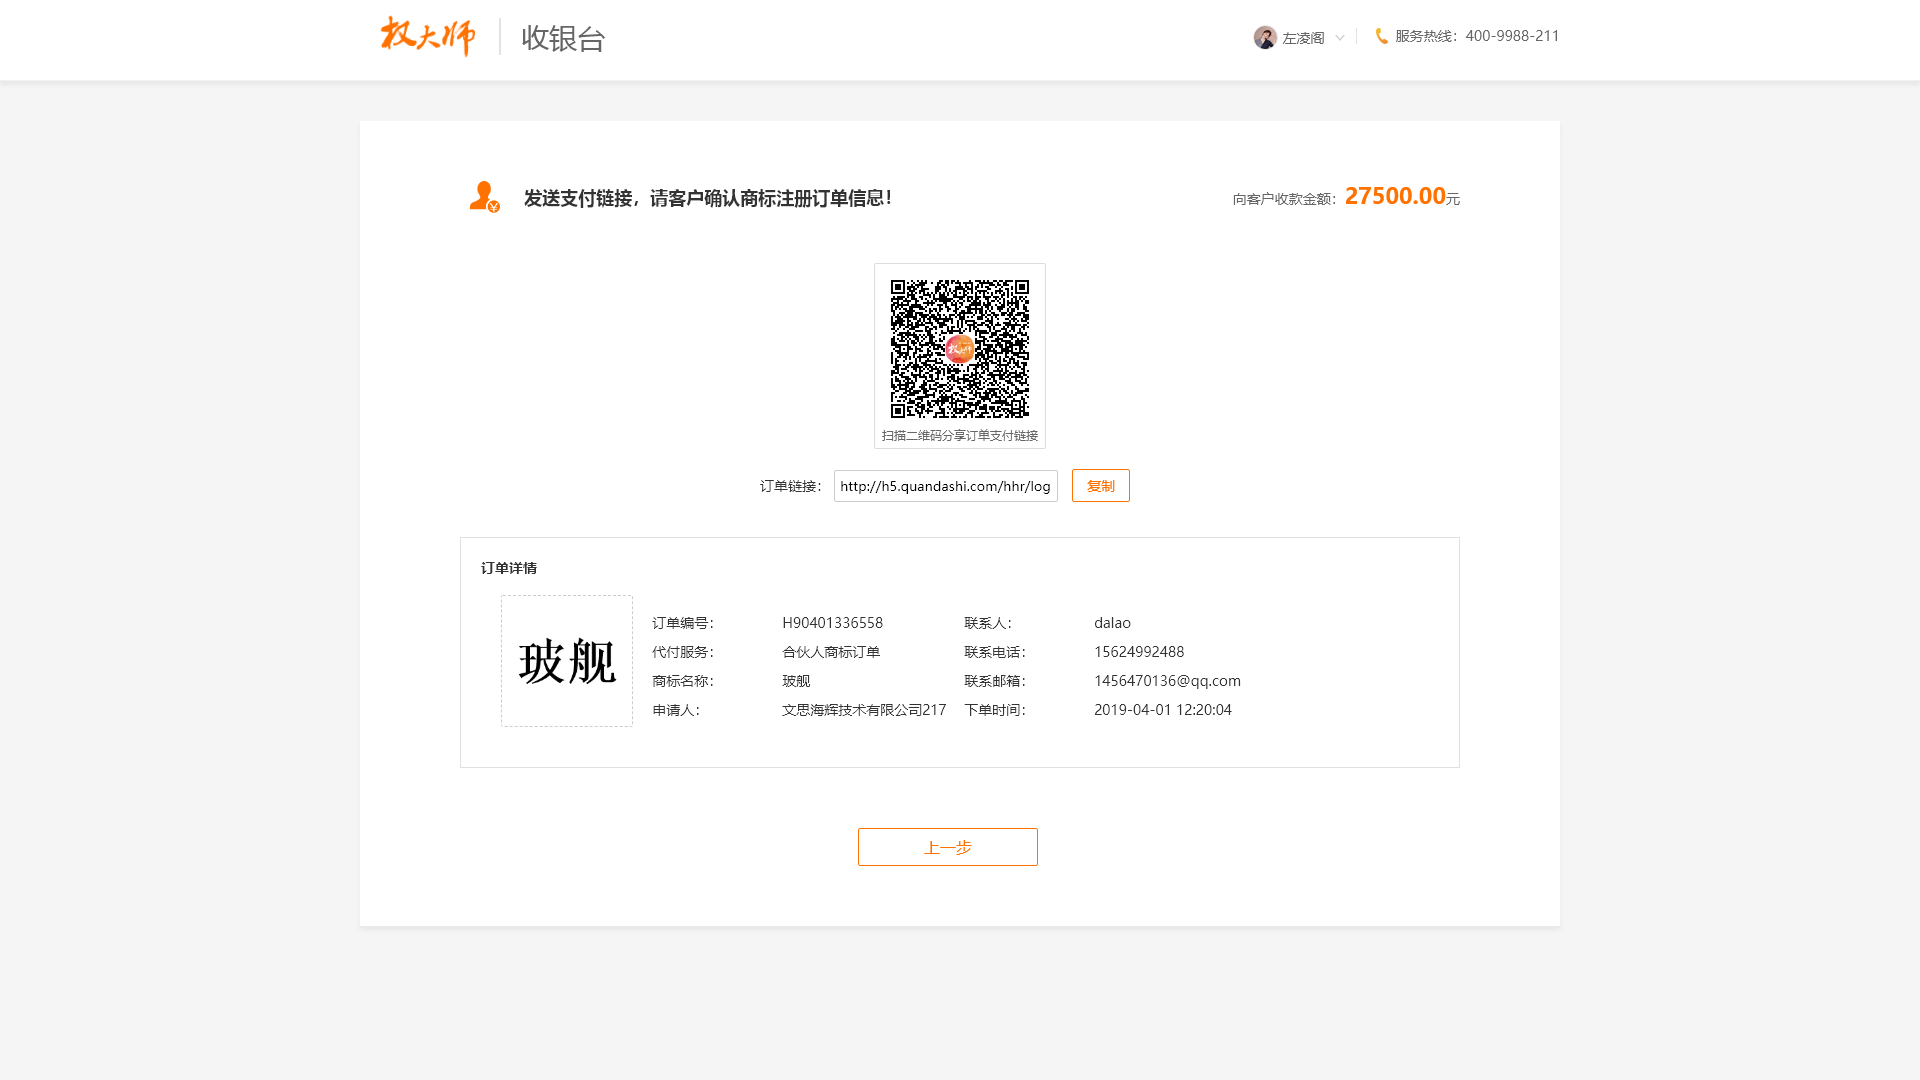 权大师
收银台
左凌阁
服务热线：400-9988-211
发送支付链接，请客户确认商标注册订单信息！
向客户收款金额：27500.00元
权大师
扫描二维码分享订单支付链接
订单链接：
http://h5.quandashi.com/hhr/log
复制
订单详情
玻舰
订单编号： H90401336558 联系人： dalao
代付服务： 合伙人商标订单 联系电话： 15624992488
商标名称： 玻舰 联系邮箱： 1456470136@qq.com
申请人： 文思海辉技术有限公司217 下单时间： 2019-04-01 12:20:04
上一步